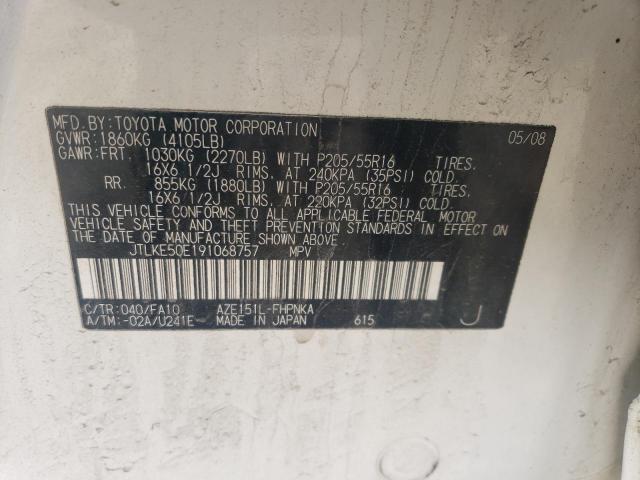 MFD.BY:TOYOTA MOTOR CORPORATION 05/08
GVWR:1860KG (4105LB)
GAWR:FRT. 1030KG (2270LB) WITH P205/55R16 TIRES.
16X6 1/2J RIMS. AT 240KPA (35PSI) COLD.
RR. 855KG (1880LB) WITH P205/55R16 TIRES.
16X6 1/2J RIMS. AT 220KPA (32PSI) COLD.
THIS VEHICLE CONFORMS TO ALL APPLICABLE FEDERAL MOTOR
VEHICLE SAFETY AND THEFT PREVENTION STANDARDS IN EFFECT ON
THE DATE OF MANUFACTURE SHOWN ABOVE.
JTLKE50E191068757 MPV
C/TR:040/FA10 AZE151L-FHPNKA
A/TM:-02A/U241E MADE IN JAPAN 615 J